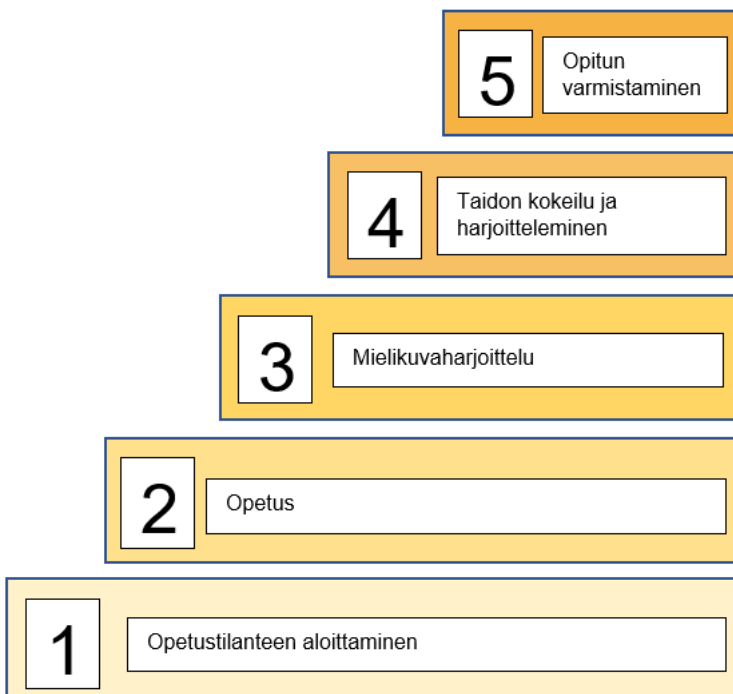 5
Opitun
varmistaminen
4
Taidon kokeilu ja
harjoitteleminen
3
Mielikuvaharjoittelu
2
Opetus
1
Opetustilanteen aloittaminen